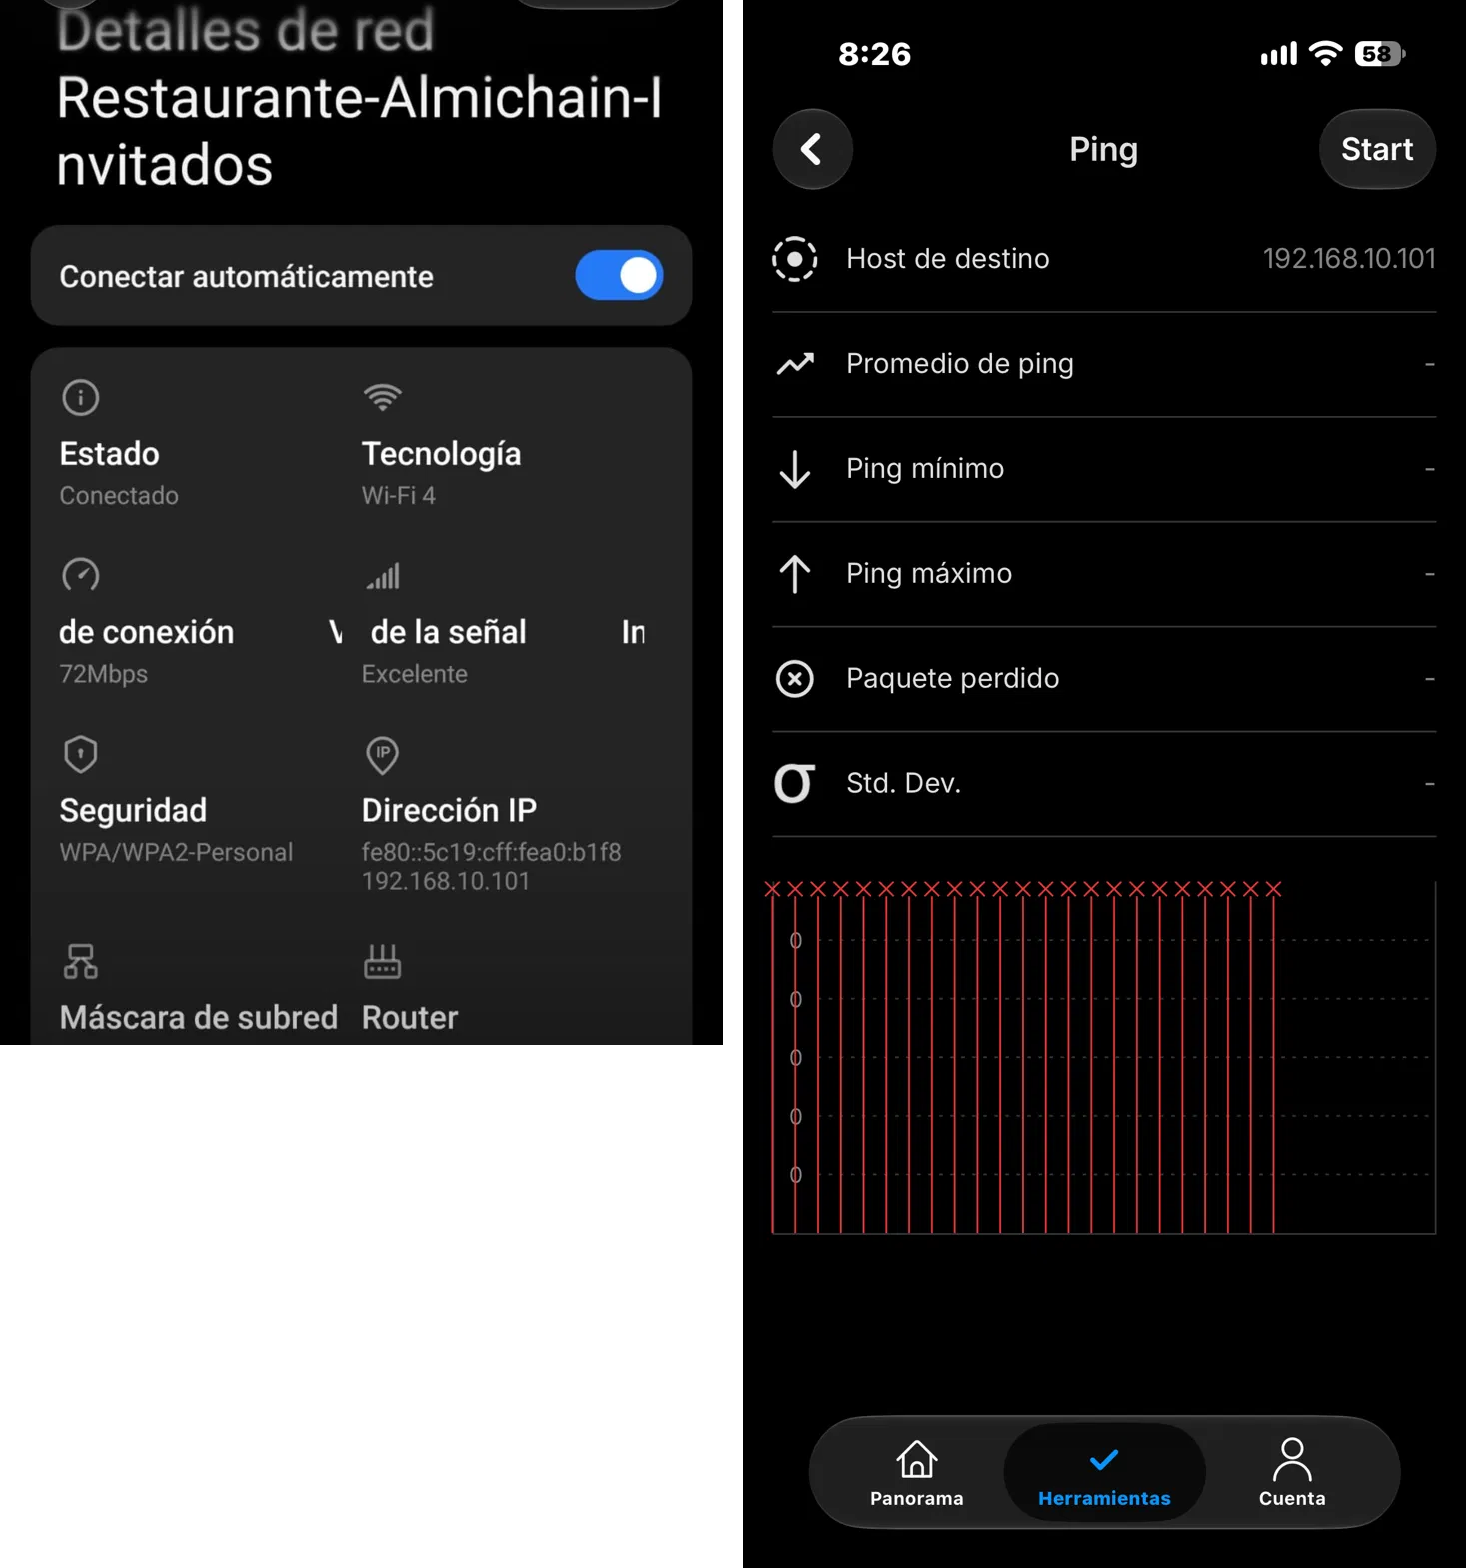 Detalles de red
Restaurante-Almichain-I
nvitados
Conectar automáticamente
Estado
Conectado
Tecnología
Wi-Fi 4
de conexión V
72Mbps
de la señal In
Excelente
Seguridad
WPA/WPA2-Personal
Dirección IP
fe80::5c19:cff:fea0:b1f8
192.168.10.101
Máscara de subred
Router
8:26
58
Ping
Start
Host de destino 192.168.10.101
Promedio de ping -
Ping mínimo -
Ping máximo -
Paquete perdido -
σ Std. Dev. -
0
0
0
0
0
Panorama
Herramientas
Cuenta